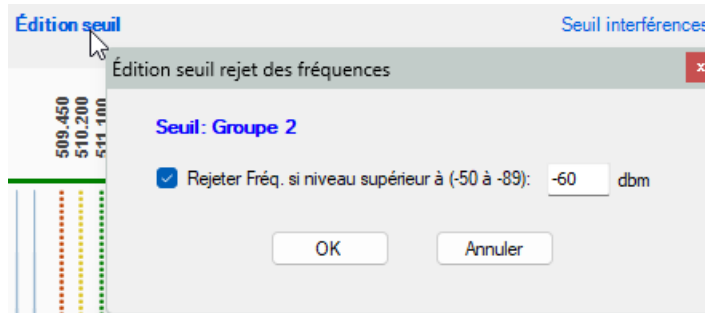 Édition seuil
Seuil interférences
Édition seuil rejet des fréquences
x
509.450
510.200
511.100
Seuil: Groupe 2
Rejeter Fréq. si niveau supérieur à (-50 à -89): -60 dbm
OK
Annuler